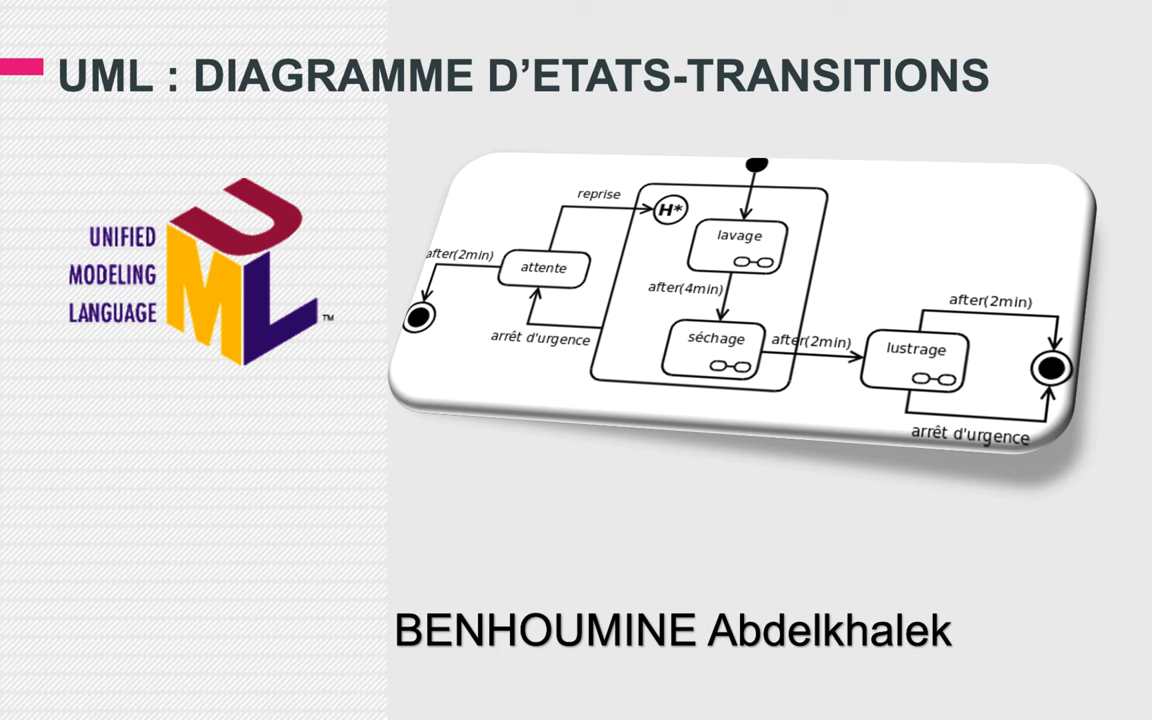 UML : DIAGRAMME D’ETATS-TRANSITIONS
UNIFIED
MODELING
LANGUAGE
UML
TM
reprise
H*
lavage
after(2min)
attente
after(4min)
after(2min)
arrêt d'urgence
séchage
after(2min)
lustrage
arrêt d'urgence
BENHOUMINE Abdelkhalek